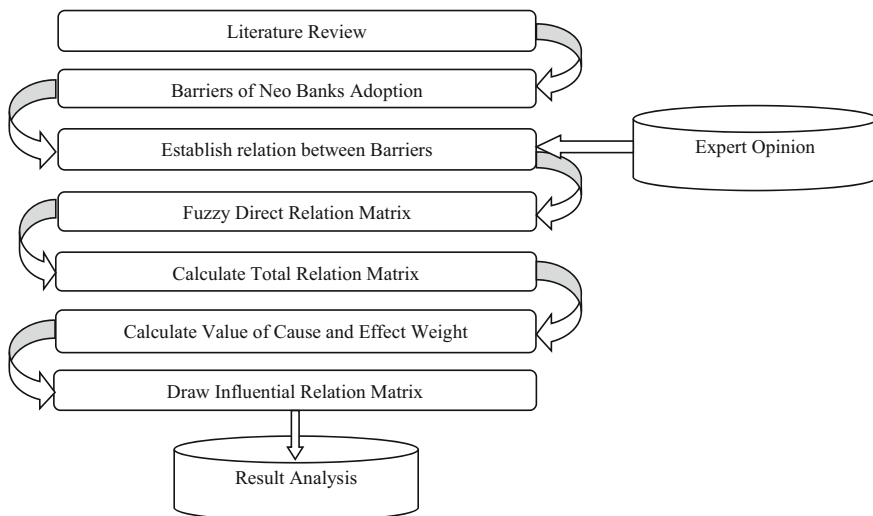 Literature Review
Barriers of Neo Banks Adoption
Establish relation between Barriers
Expert Opinion
Fuzzy Direct Relation Matrix
Calculate Total Relation Matrix
Calculate Value of Cause and Effect Weight
Draw Influential Relation Matrix
Result Analysis